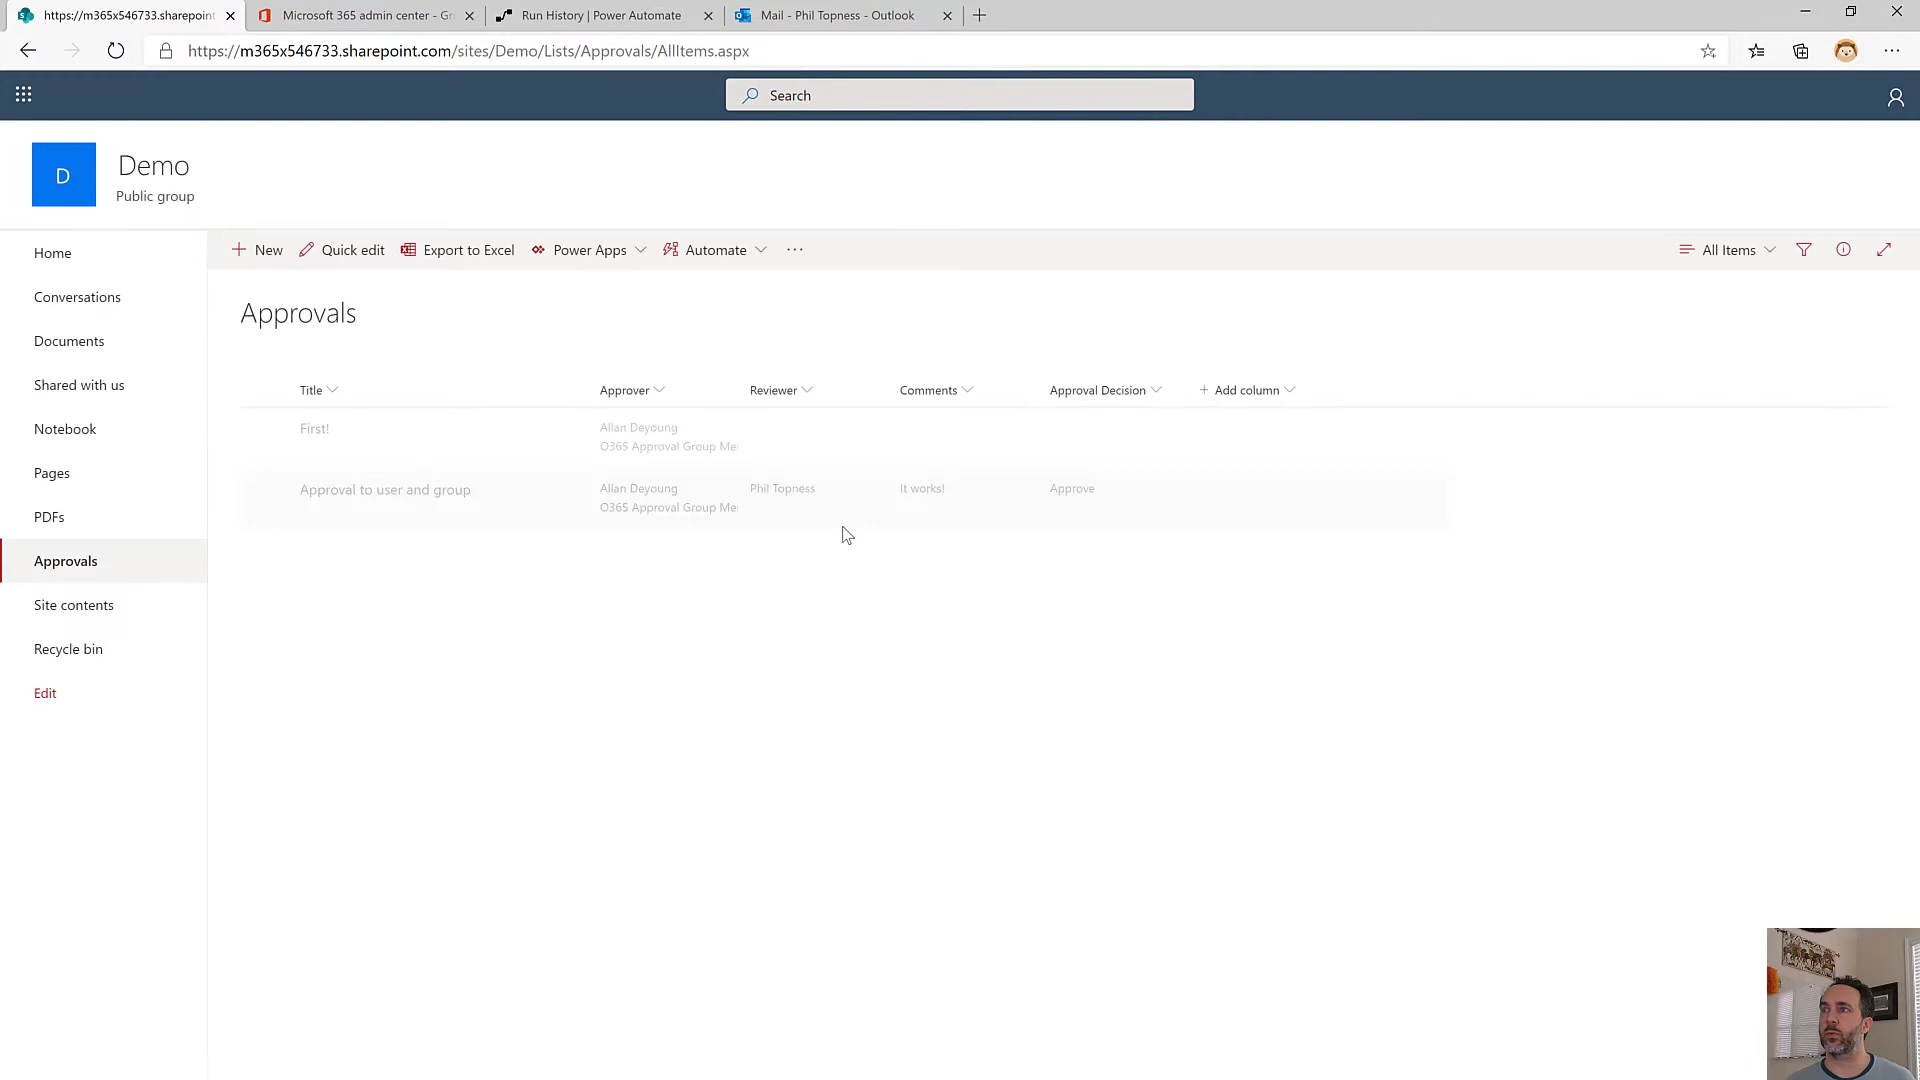 https://m365x546733.sharepoint
Microsoft 365 admin center - Gr
Run History | Power Automate
Mail - Phil Topness - Outlook
https://m365x546733.sharepoint.com/sites/Demo/Lists/Approvals/AllItems.aspx
Search
D
Demo
Public group
Home
Conversations
Documents
Shared with us
Notebook
Pages
PDFs
Approvals
Site contents
Recycle bin
Edit
New
Quick edit
Export to Excel
Power Apps
Automate
All Items
Approvals
Title
Approver
Reviewer
Comments
Approval Decision
+ Add column
First!
Allan Deyoung
O365 Approval Group Me
Approval to user and group
Allan Deyoung
O365 Approval Group Me
Phil Topness
It works!
Approve